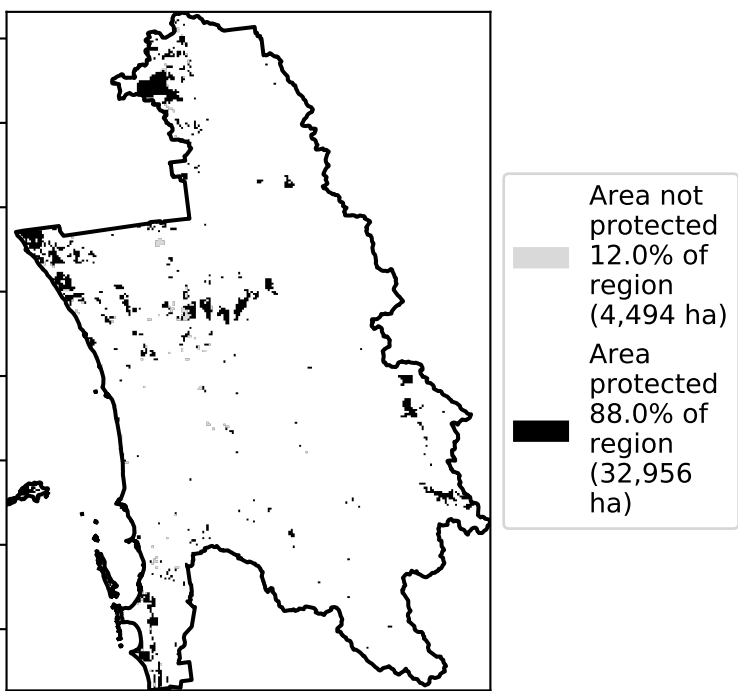 Area not
protected
12.0% of
region
(4,494 ha)
Area
protected
88.0% of
region
(32,956
ha)